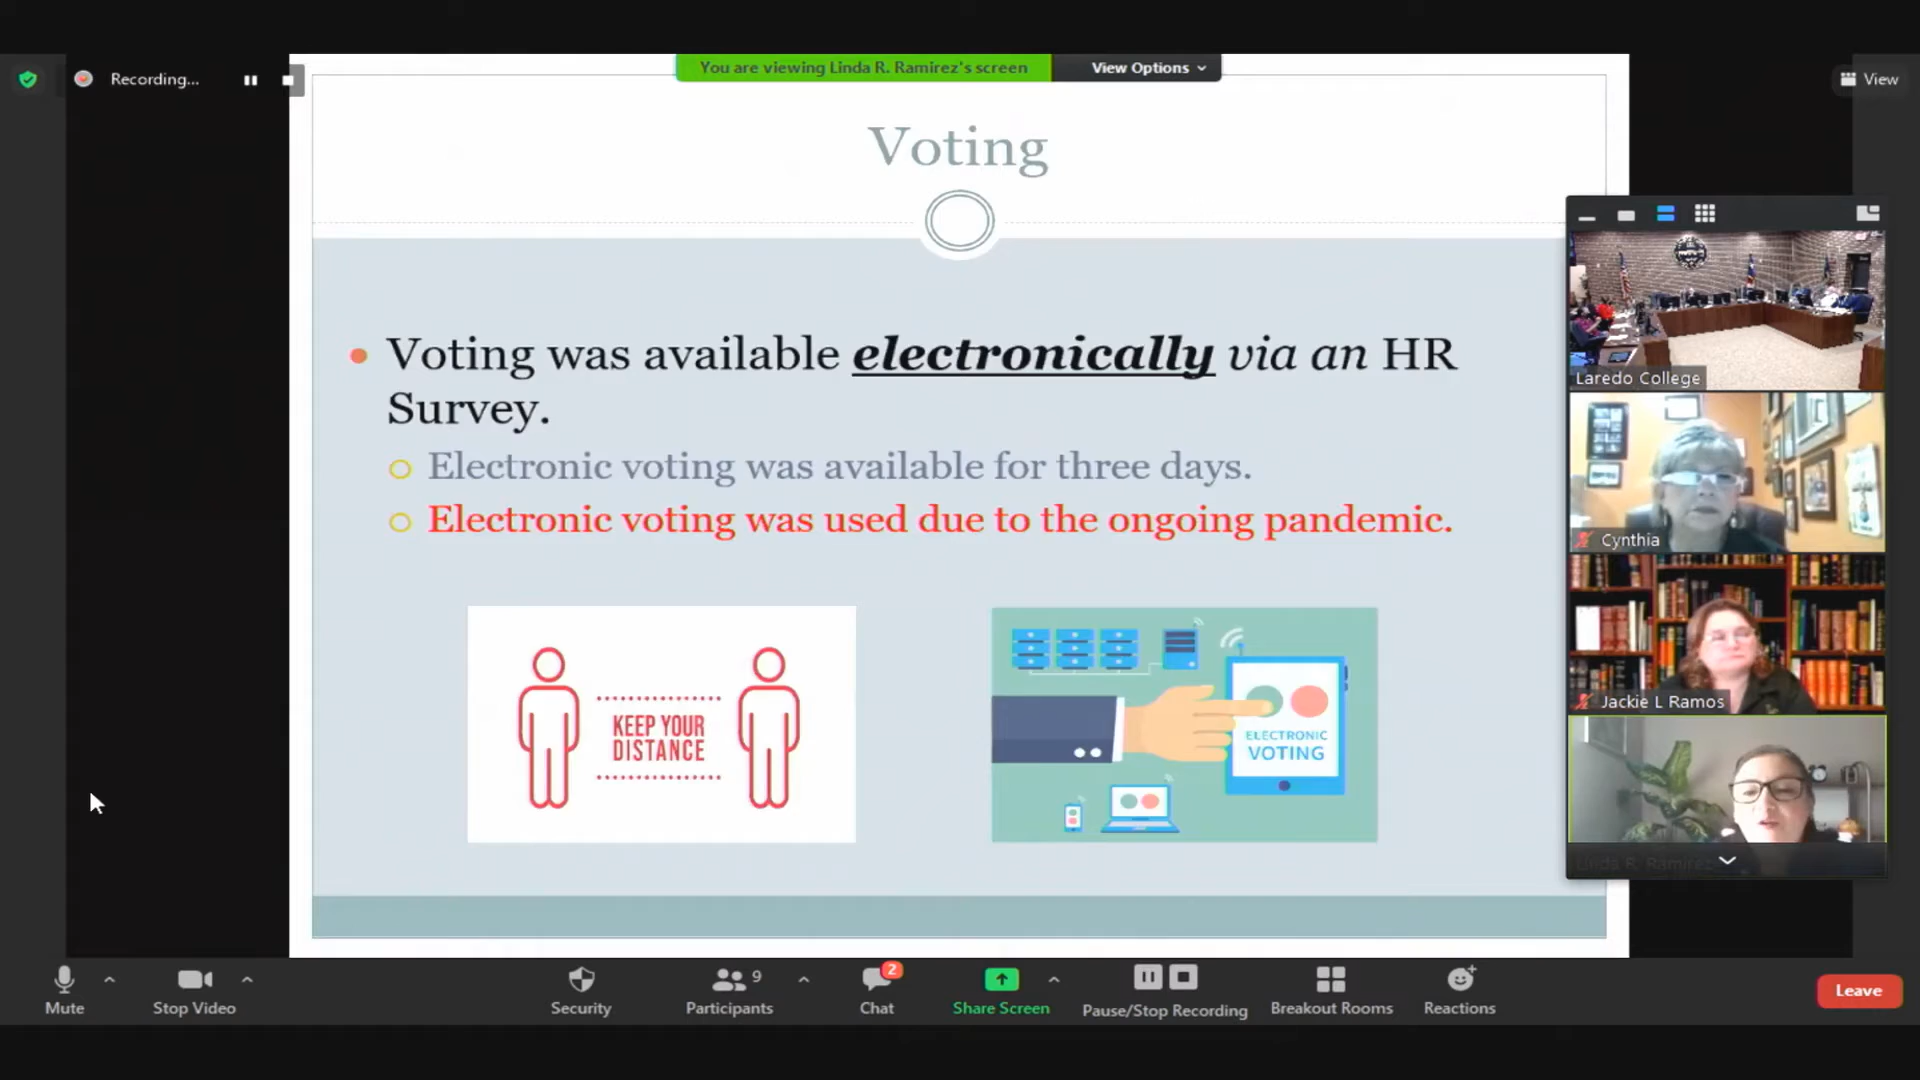 You are viewing Linda R. Ramirez's screen
View Options
Recording...
View
Voting
Voting was available electronically via an HR
Survey.
Electronic voting was available for three days.
Electronic voting was used due to the ongoing pandemic.
KEEP YOUR
DISTANCE
ELECTRONIC
VOTING
Laredo College
Cynthia
Jackie L Ramos
Linda R. Ramirez
Mute
Stop Video
Security
9
Participants
2
Chat
Share Screen
Pause/Stop Recording
Breakout Rooms
Reactions
Leave